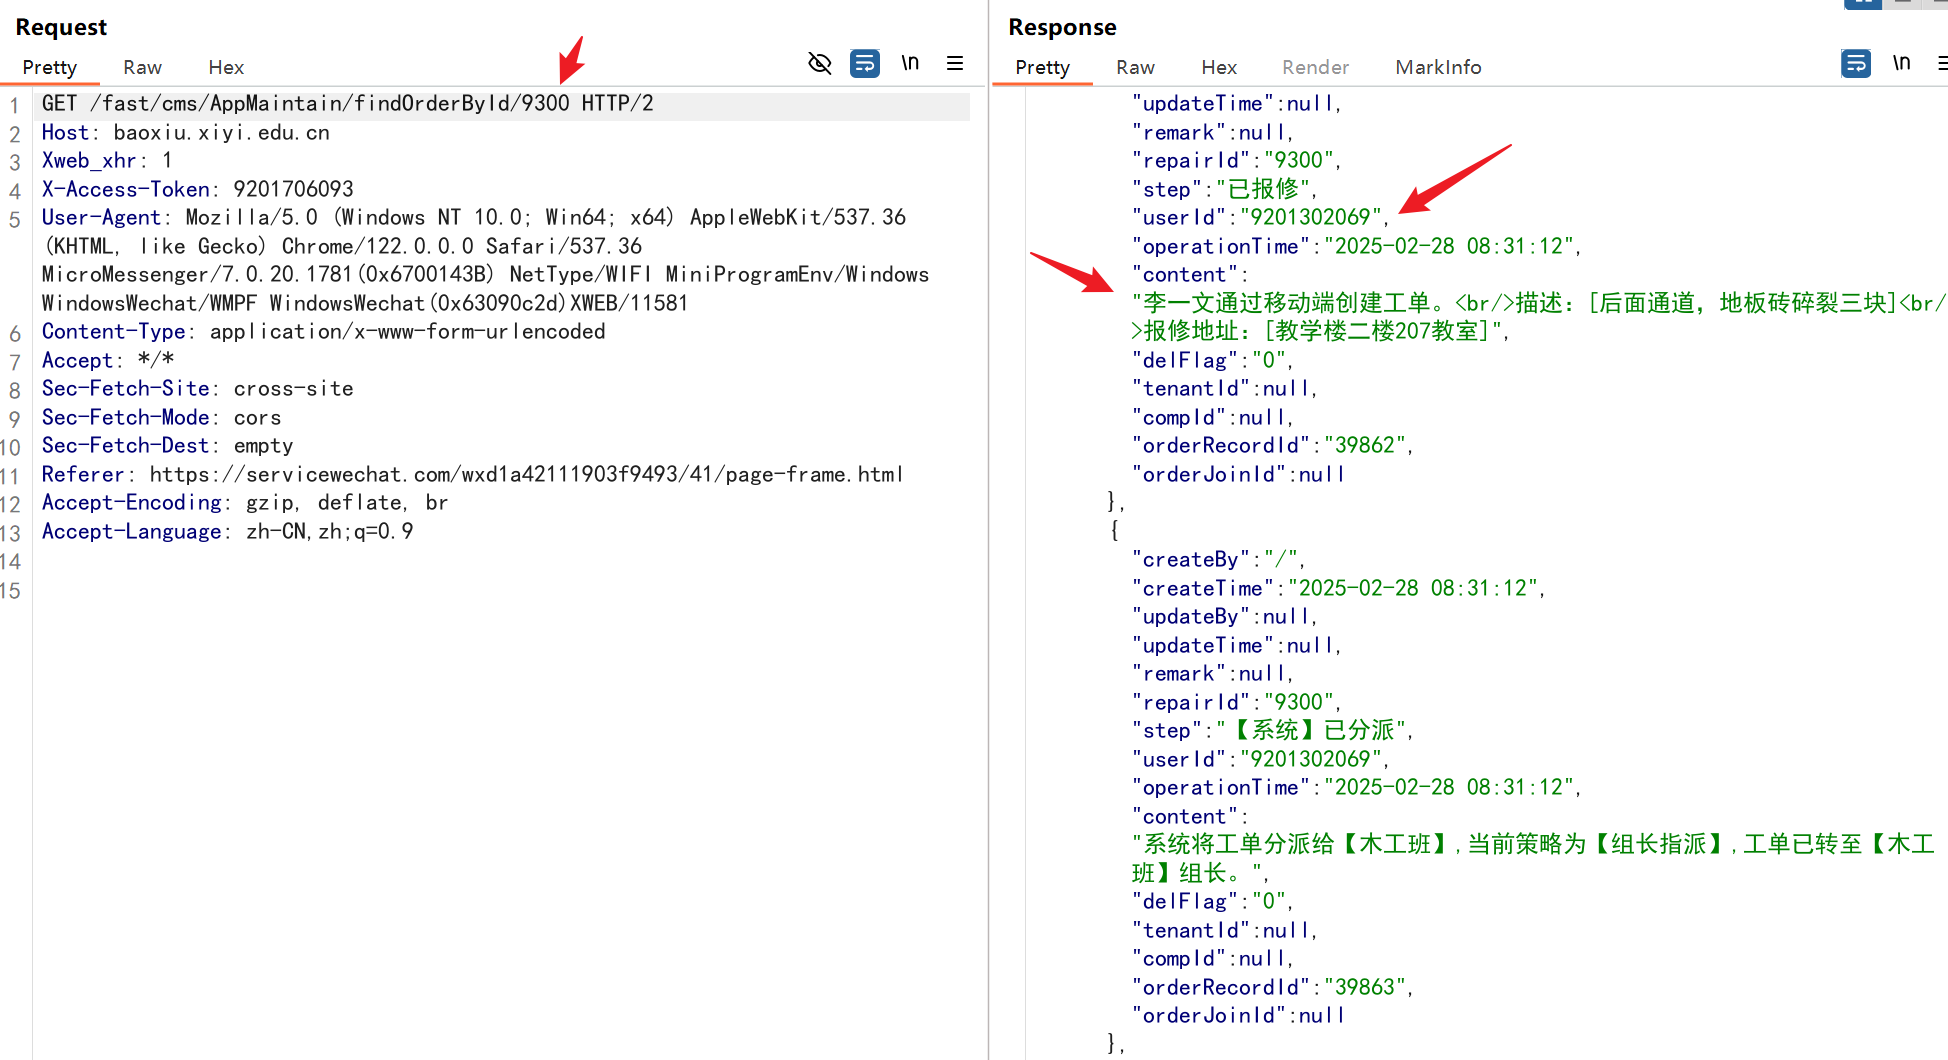 Request
Pretty Raw Hex \n
1 GET /fast/cms/AppMaintain/findOrderById/9300 HTTP/2
2 Host: baoxiu.xiyi.edu.cn
3 Xweb_xhr: 1
4 X-Access-Token: 9201706093
5 User-Agent: Mozilla/5.0 (Windows NT 10.0; Win64; x64) AppleWebKit/537.36
(KHTML, like Gecko) Chrome/122.0.0.0 Safari/537.36
MicroMessenger/7.0.20.1781(0x6700143B) NetType/WIFI MiniProgramEnv/Windows
WindowsWechat/WMPF WindowsWechat(0x63090c2d)XWEB/11581
6 Content-Type: application/x-www-form-urlencoded
7 Accept: */*
8 Sec-Fetch-Site: cross-site
9 Sec-Fetch-Mode: cors
10 Sec-Fetch-Dest: empty
11 Referer: https://servicewechat.com/wxd1a42111903f9493/41/page-frame.html
12 Accept-Encoding: gzip, deflate, br
13 Accept-Language: zh-CN,zh;q=0.9
14
15
Response
Pretty Raw Hex Render MarkInfo \n
"updateTime":null,
"remark":null,
"repairId":"9300",
"step":"已报修",
"userId":"9201302069",
"operationTime":"2025-02-28 08:31:12",
"content":
"李一文通过移动端创建工单。<br/>描述：[后面通道，地板砖碎裂三块]<br/
>报修地址：[教学楼二楼207教室]",
"delFlag":"0",
"tenantId":null,
"compId":null,
"orderRecordId":"39862",
"orderJoinId":null
},
{
"createBy":"/",
"createTime":"2025-02-28 08:31:12",
"updateBy":null,
"updateTime":null,
"remark":null,
"repairId":"9300",
"step":"【系统】已分派",
"userId":"9201302069",
"operationTime":"2025-02-28 08:31:12",
"content":
"系统将工单分派给【木工班】,当前策略为【组长指派】,工单已转至【木工
班】组长。",
"delFlag":"0",
"tenantId":null,
"compId":null,
"orderRecordId":"39863",
"orderJoinId":null
},